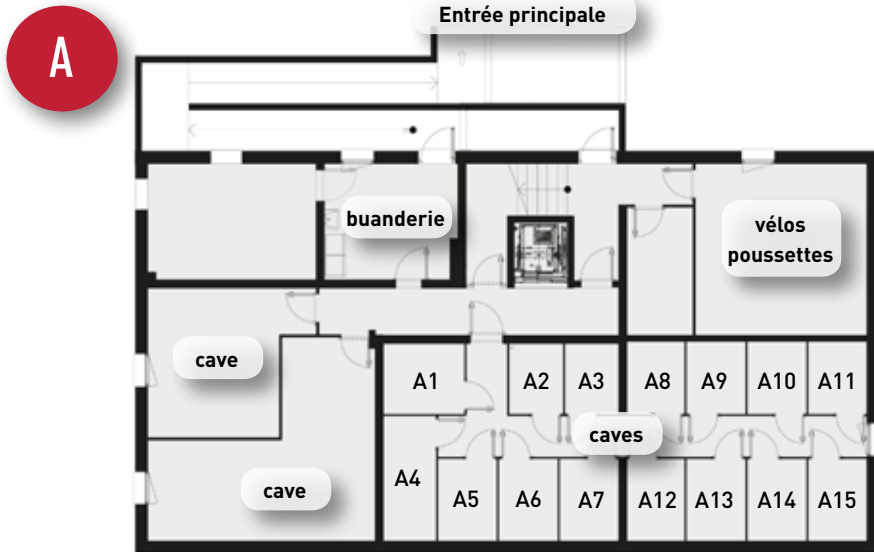 Entrée principale
A
buanderie
vélos
poussettes
cave
A1
A2
A3
A8
A9
A10
A11
caves
A4
A5
A6
A7
A12
A13
A14
A15
cave